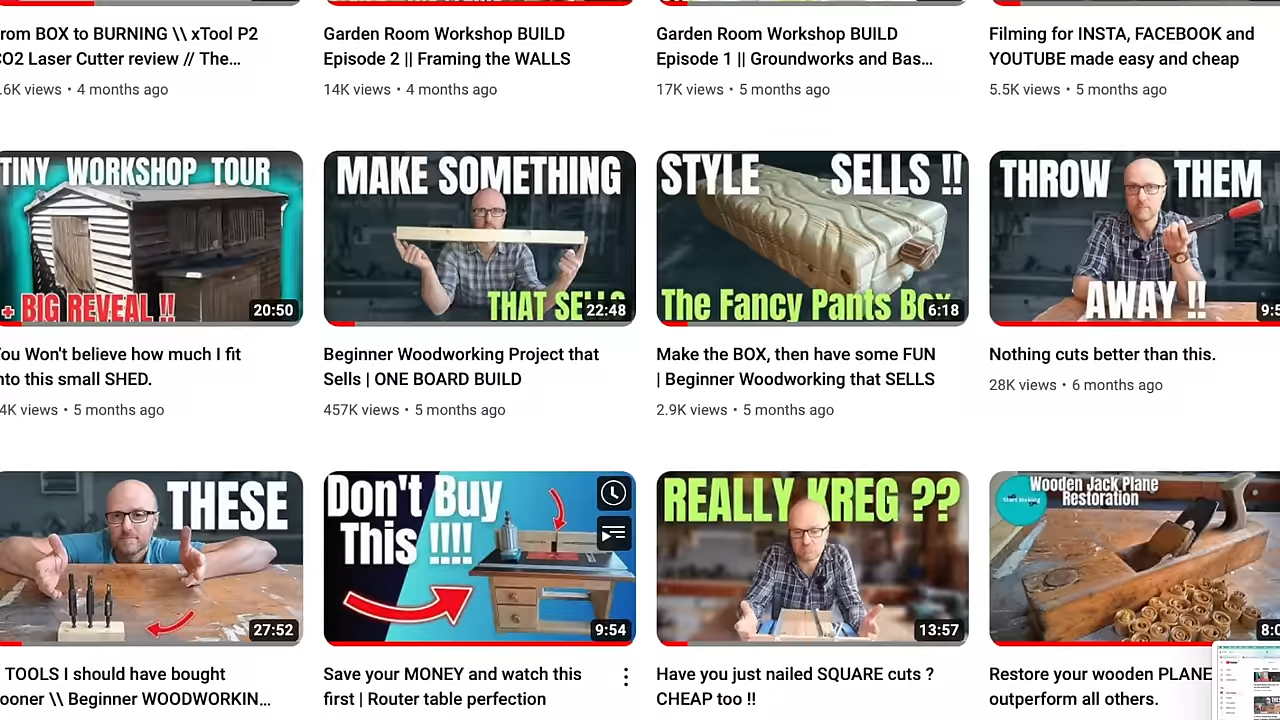 rom BOX to BURNING \\ xTool P2
CO2 Laser Cutter review // The…
.6K views • 4 months ago
Garden Room Workshop BUILD
Episode 2 || Framing the WALLS
14K views • 4 months ago
Garden Room Workshop BUILD
Episode 1 || Groundworks and Bas…
17K views • 5 months ago
Filming for INSTA, FACEBOOK and
YOUTUBE made easy and cheap
5.5K views • 5 months ago
TINY WORKSHOP TOUR
+ BIG REVEAL !!
20:50
You Won't believe how much I fit
nto this small SHED.
4K views • 5 months ago
MAKE SOMETHING
THAT SELLS
22:48
Beginner Woodworking Project that
Sells | ONE BOARD BUILD
457K views • 5 months ago
STYLE SELLS !!
The Fancy Pants Box
6:18
Make the BOX, then have some FUN
| Beginner Woodworking that SELLS
2.9K views • 5 months ago
THROW THEM
AWAY !!
9:5
Nothing cuts better than this.
28K views • 6 months ago
THESE
27:52
TOOLS I should have bought
ooner \\ Beginner WOODWORKIN…
Don't Buy
This !!!!
9:54
Save your MONEY and watch this
first | Router table perfection
REALLY KREG ??
13:57
Have you just nailed SQUARE cuts ?
CHEAP too !!
Wooden Jack Plane
Restoration
Start Making
8:0
Restore your wooden PLANE
outperform all others.